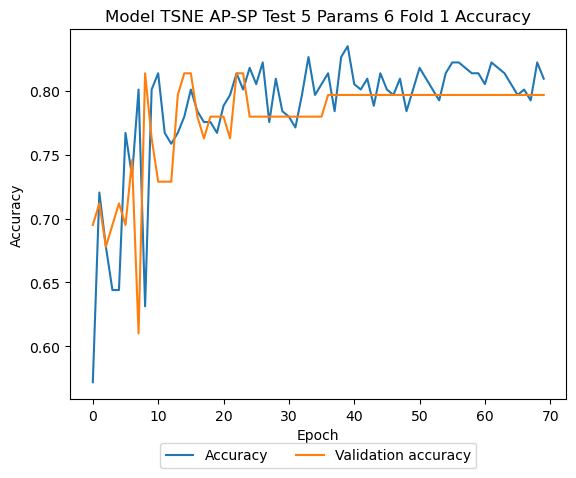 Model TSNE AP-SP Test 5 Params 6 Fold 1 Accuracy
0.80
0.75
0.70
0.65
0.60
Accuracy
0 10 20 30 40 50 60 70
Epoch
Accuracy Validation accuracy